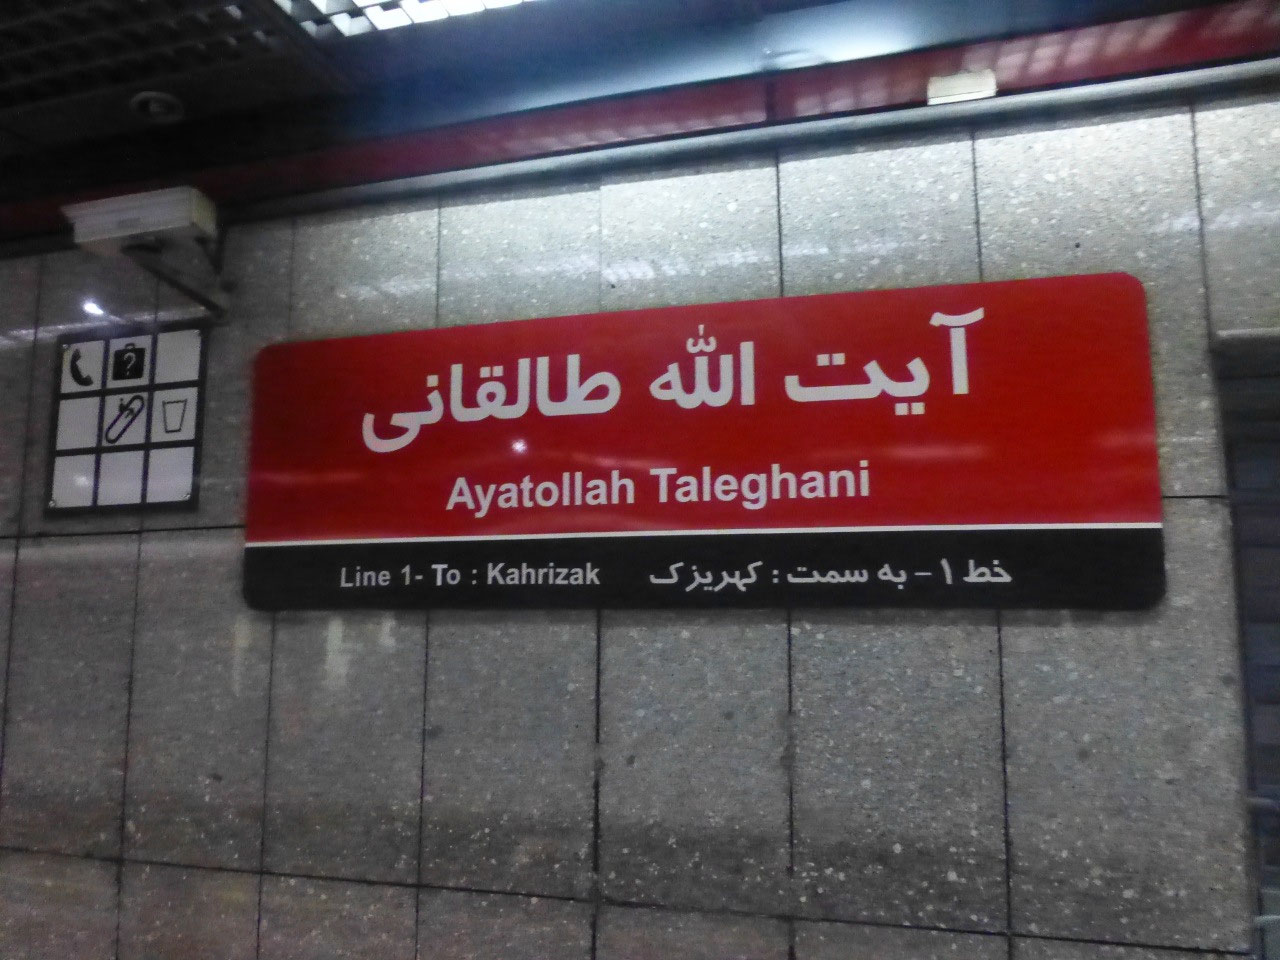 آیت الله طالقانی
Ayatollah Taleghani
Line 1- To : Kahrizak
خط ۱ – به سمت : کهریزک
?